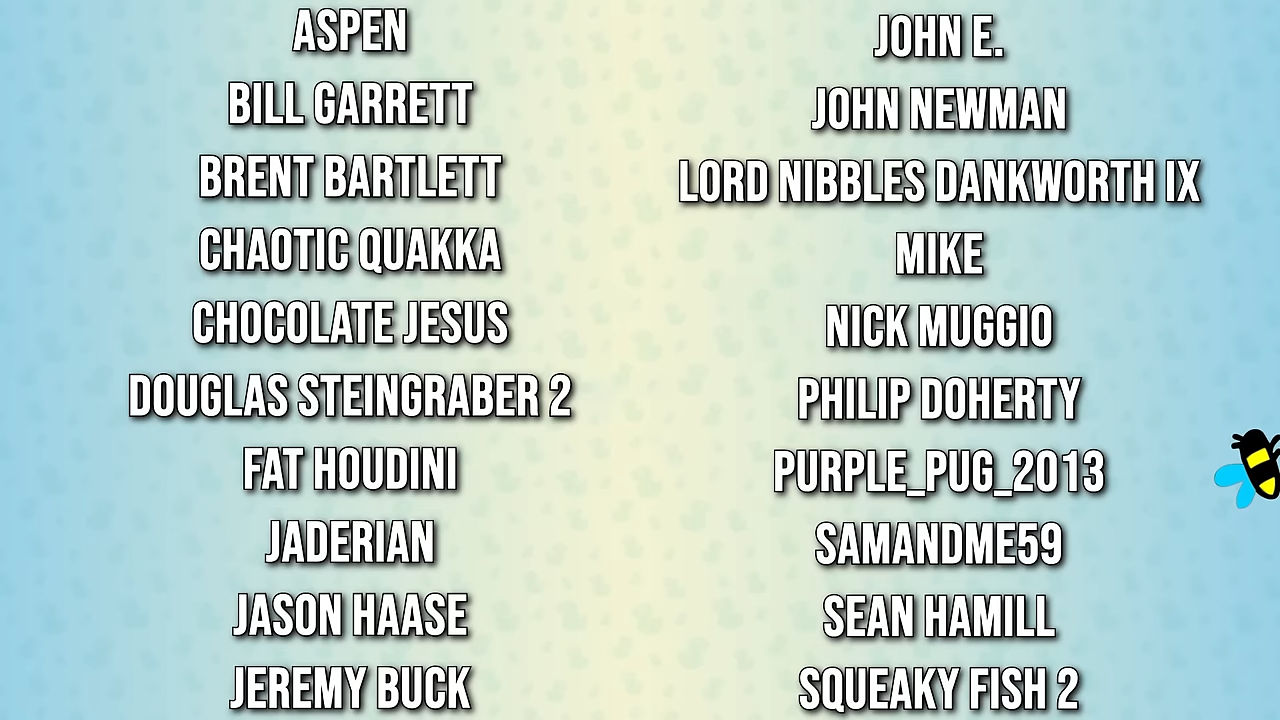 ASPEN
BILL GARRETT
BRENT BARTLETT
CHAOTIC QUAKKA
CHOCOLATE JESUS
DOUGLAS STEINGRABER 2
FAT HOUDINI
JADERIAN
JASON HAASE
JEREMY BUCK
JOHN E.
JOHN NEWMAN
LORD NIBBLES DANKWORTH IX
MIKE
NICK MUGGIO
PHILIP DOHERTY
PURPLE_PUG_2013
SAMANDME59
SEAN HAMILL
SQUEAKY FISH 2